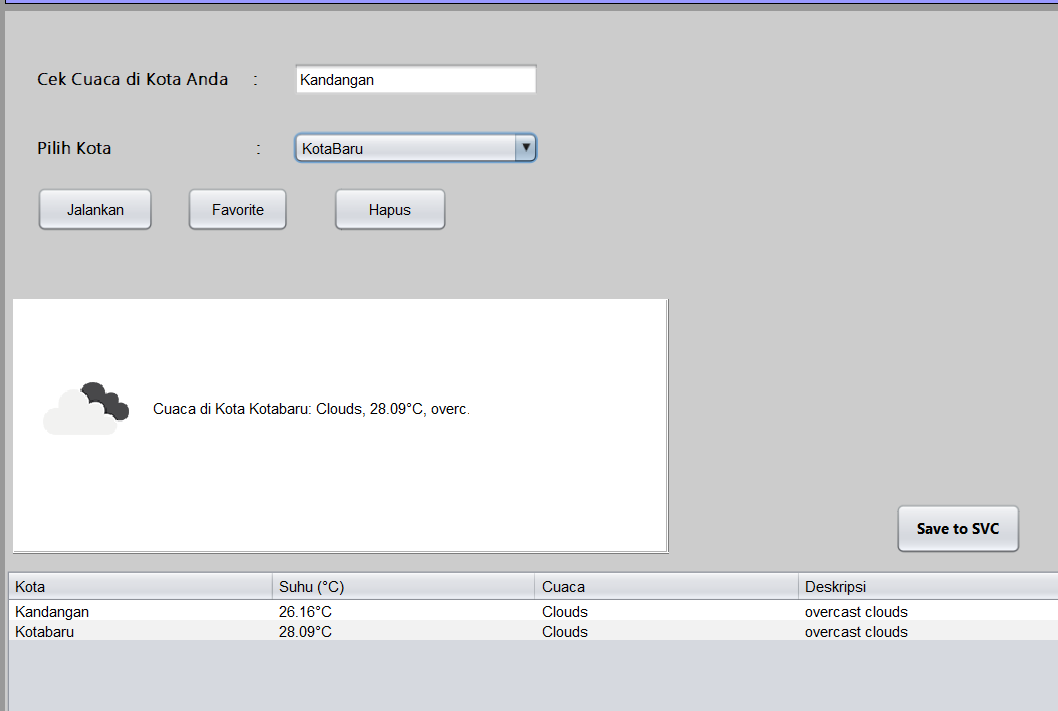 Cek Cuaca di Kota Anda : Kandangan
Pilih Kota : KotaBaru
Jalankan Favorite Hapus
Cuaca di Kota Kotabaru: Clouds, 28.09°C, overc.
Save to SVC
Kota Suhu (°C) Cuaca Deskripsi
Kandangan 26.16°C Clouds overcast clouds
Kotabaru 28.09°C Clouds overcast clouds